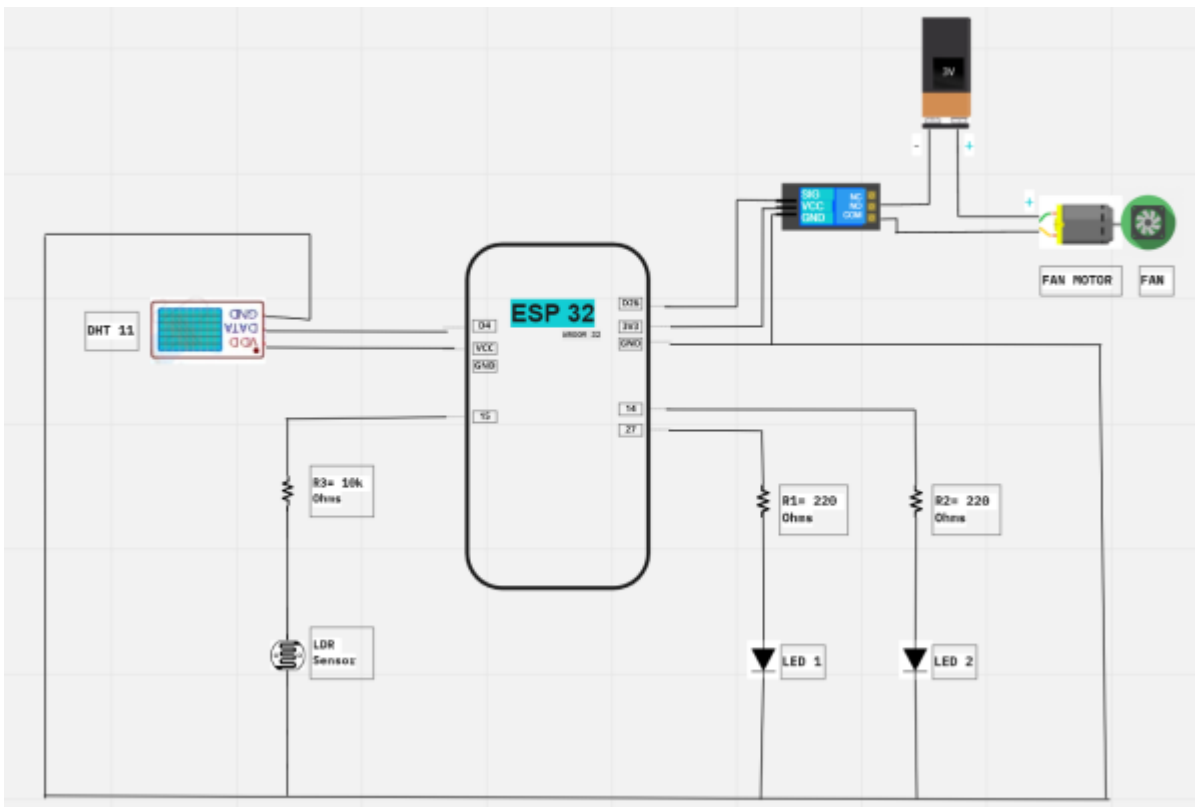 3V
-
+
SIG
VCC
GND
NC
NO
COM
+
FAN MOTOR
FAN
DHT 11
GND
DATA
VDD
ESP 32
WROOM 32
D4
VCC
GND
15
D26
3V3
GND
14
27
R3= 10k
Ohms
R1= 220
Ohms
R2= 220
Ohms
LDR
Sensor
LED 1
LED 2